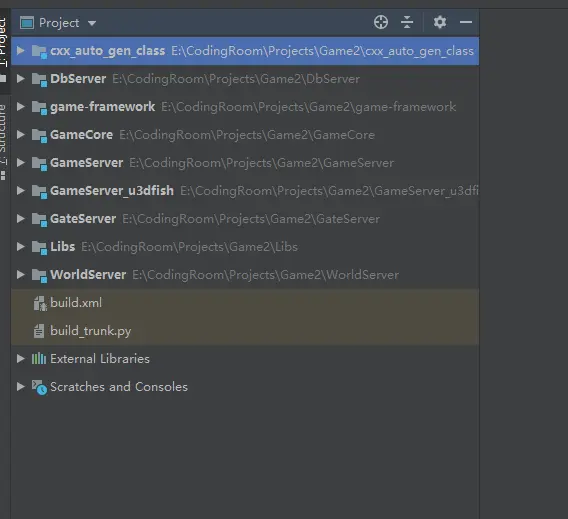 Project
1: Project
cxx_auto_gen_class E:\CodingRoom\Projects\Game2\cxx_auto_gen_class
DbServer E:\CodingRoom\Projects\Game2\DbServer
game-framework E:\CodingRoom\Projects\Game2\game-framework
7: Structure
GameCore E:\CodingRoom\Projects\Game2\GameCore
GameServer E:\CodingRoom\Projects\Game2\GameServer
GameServer_u3dfish E:\CodingRoom\Projects\Game2\GameServer_u3dfi
GateServer E:\CodingRoom\Projects\Game2\GateServer
Libs E:\CodingRoom\Projects\Game2\Libs
WorldServer E:\CodingRoom\Projects\Game2\WorldServer
build.xml
build_trunk.py
External Libraries
Scratches and Consoles